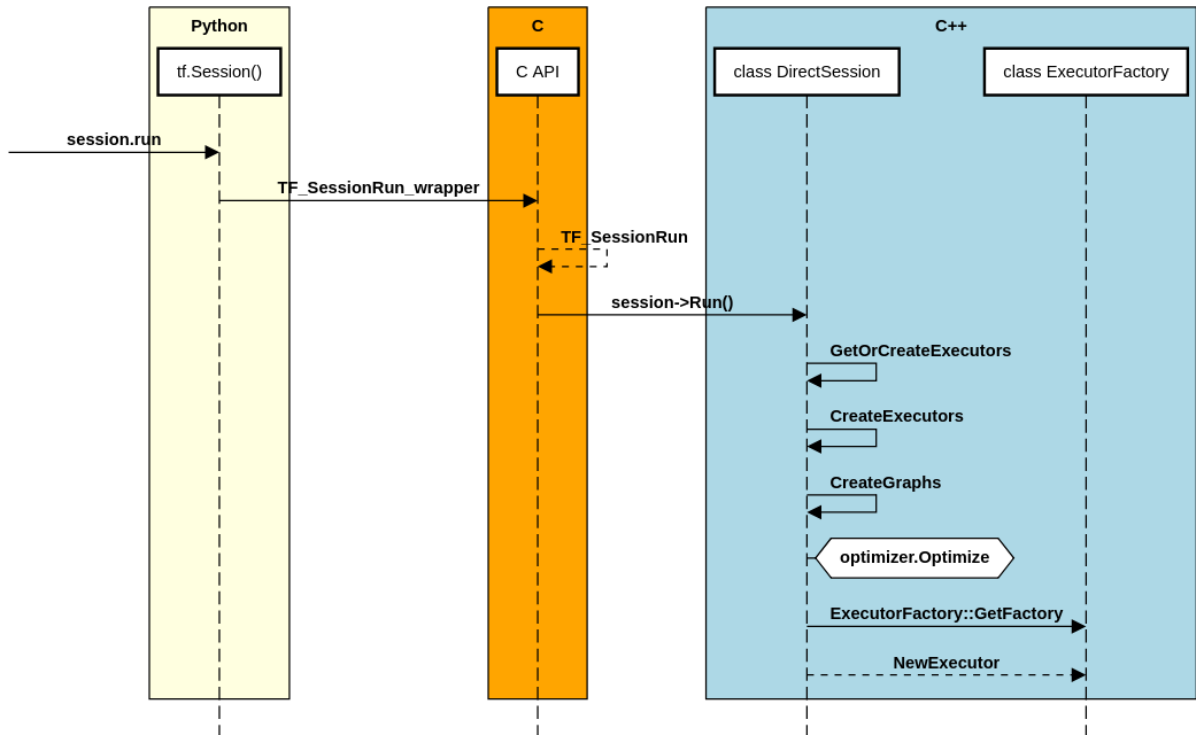 Python
C
C++
tf.Session()
C API
class DirectSession
class ExecutorFactory
session.run
TF_SessionRun_wrapper
TF_SessionRun
session->Run()
GetOrCreateExecutors
CreateExecutors
CreateGraphs
optimizer.Optimize
ExecutorFactory::GetFactory
NewExecutor